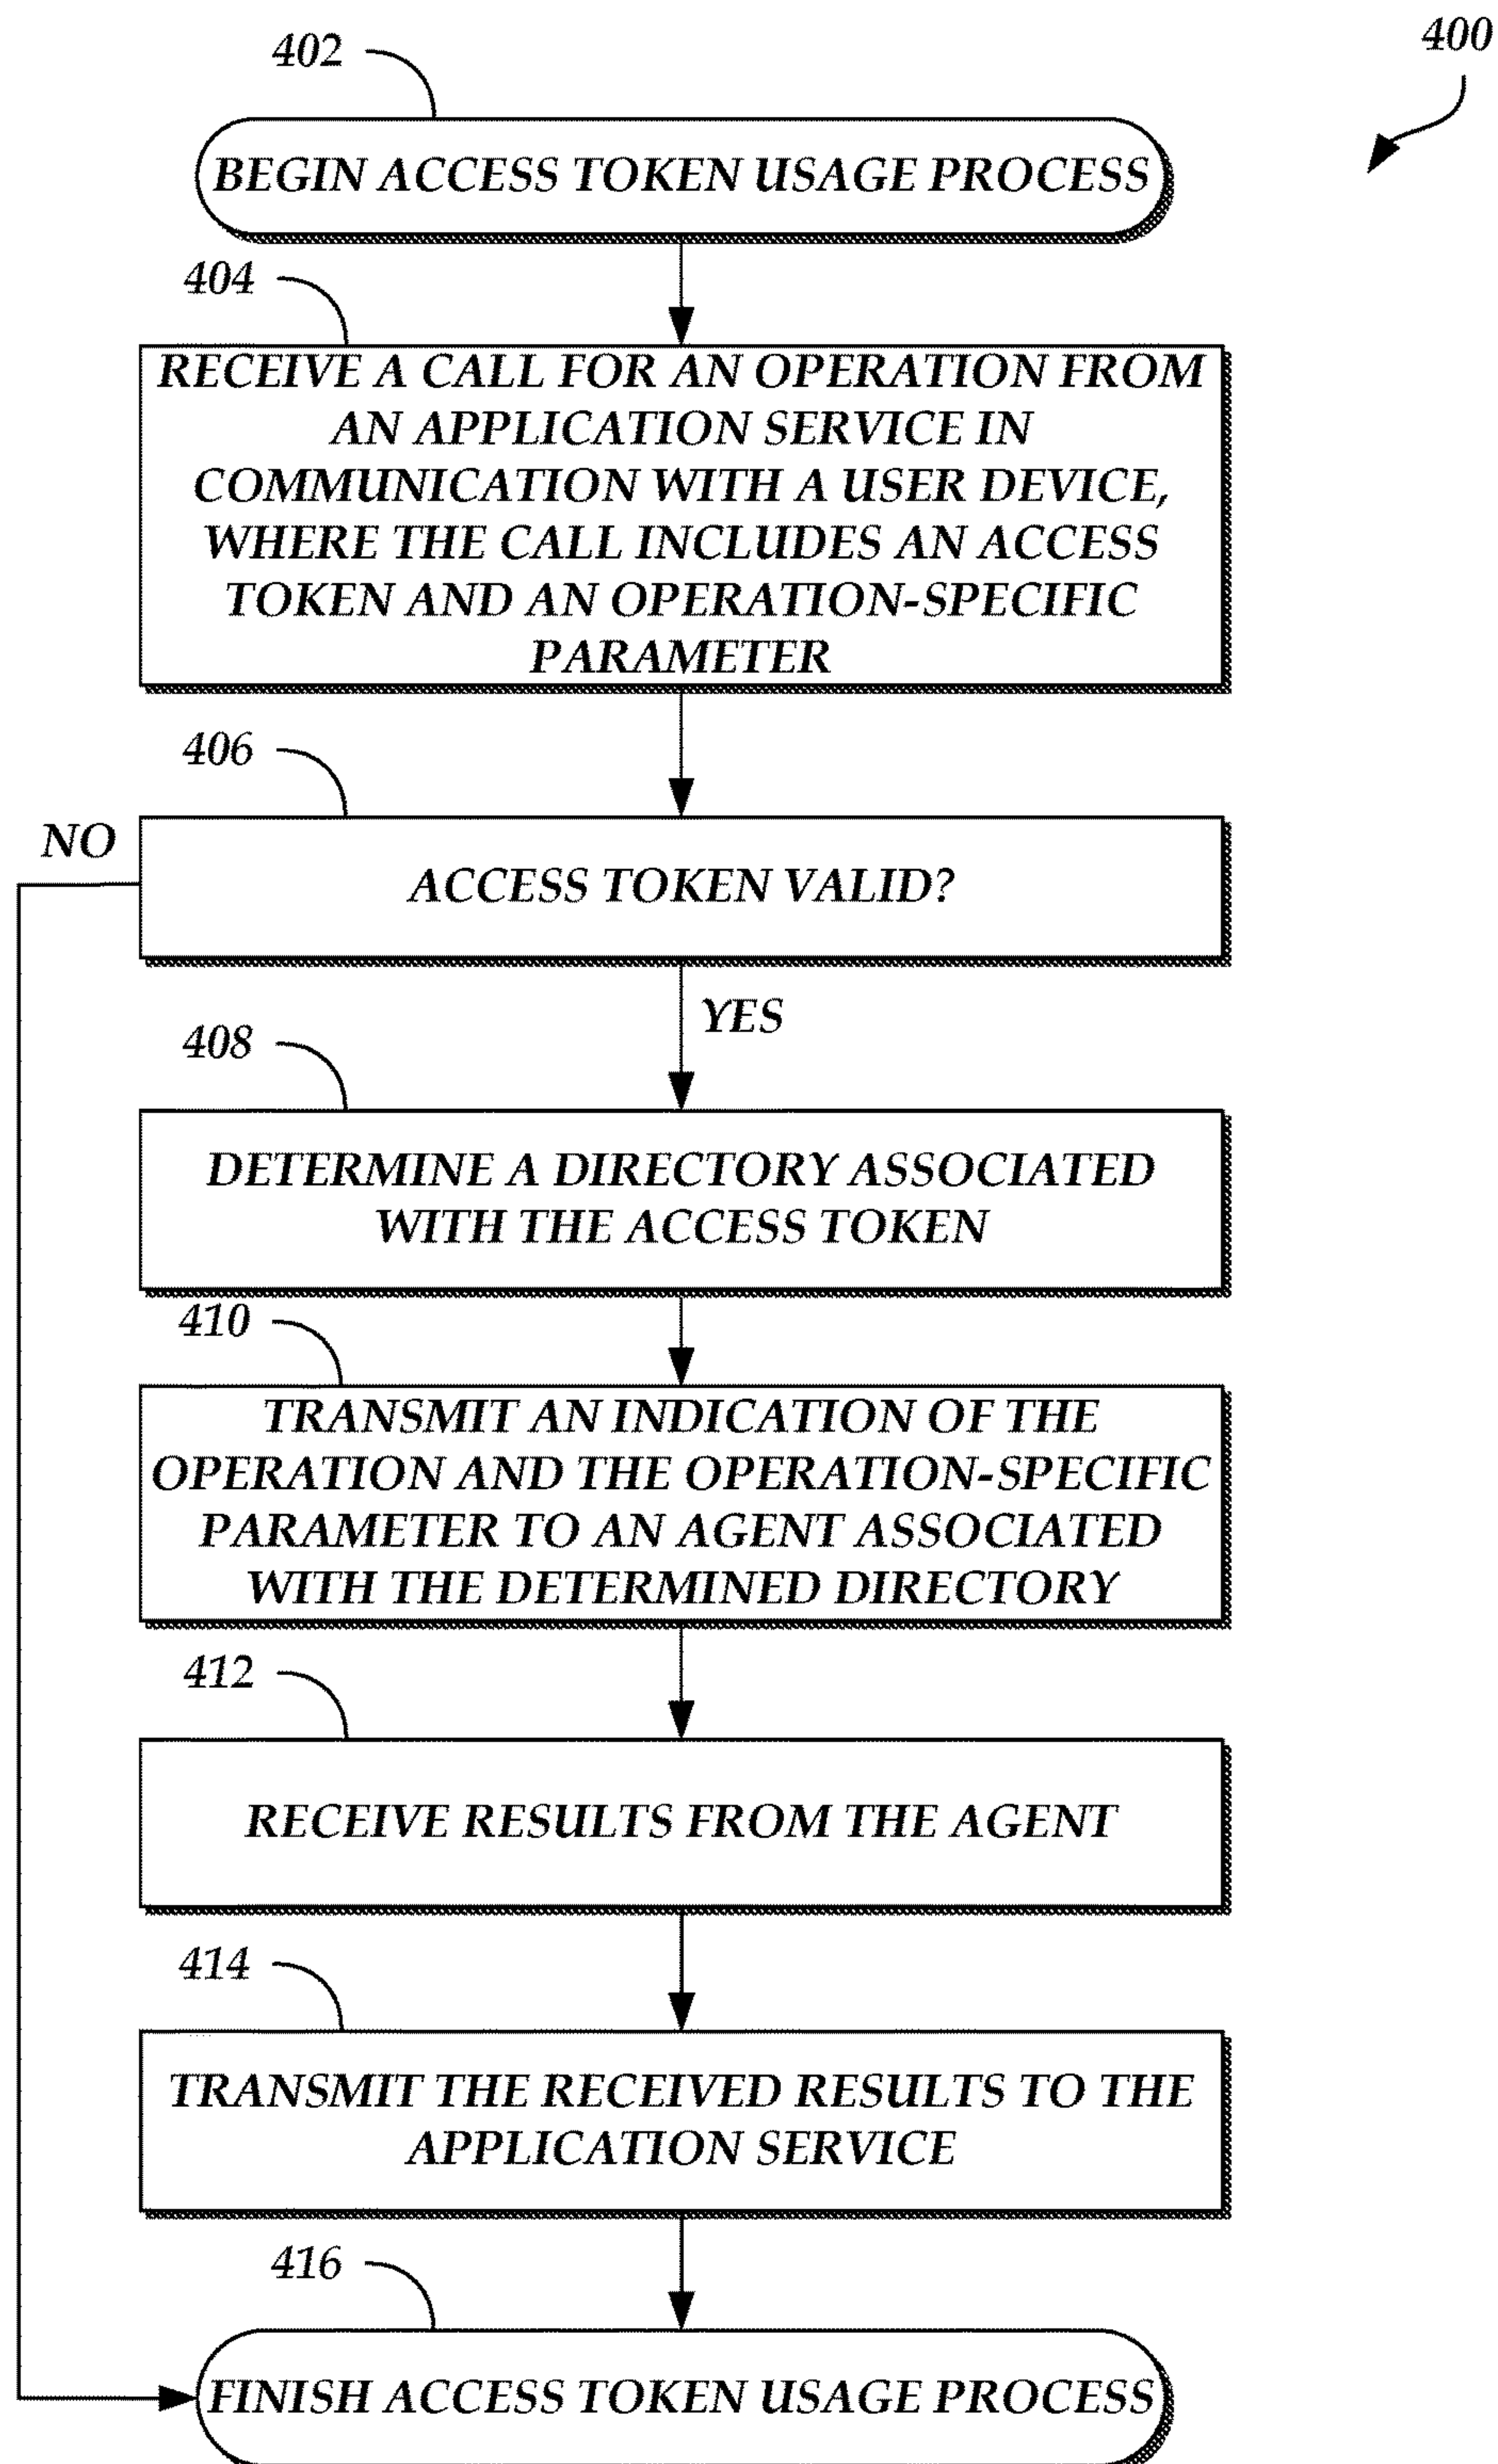 400
402
BEGIN ACCESS TOKEN USAGE PROCESS
404
RECEIVE A CALL FOR AN OPERATION FROM
AN APPLICATION SERVICE IN
COMMUNICATION WITH A USER DEVICE,
WHERE THE CALL INCLUDES AN ACCESS
TOKEN AND AN OPERATION-SPECIFIC
PARAMETER
406
NO
ACCESS TOKEN VALID?
YES
408
DETERMINE A DIRECTORY ASSOCIATED
WITH THE ACCESS TOKEN
410
TRANSMIT AN INDICATION OF THE
OPERATION AND THE OPERATION-SPECIFIC
PARAMETER TO AN AGENT ASSOCIATED
WITH THE DETERMINED DIRECTORY
412
RECEIVE RESULTS FROM THE AGENT
414
TRANSMIT THE RECEIVED RESULTS TO THE
APPLICATION SERVICE
416
FINISH ACCESS TOKEN USAGE PROCESS